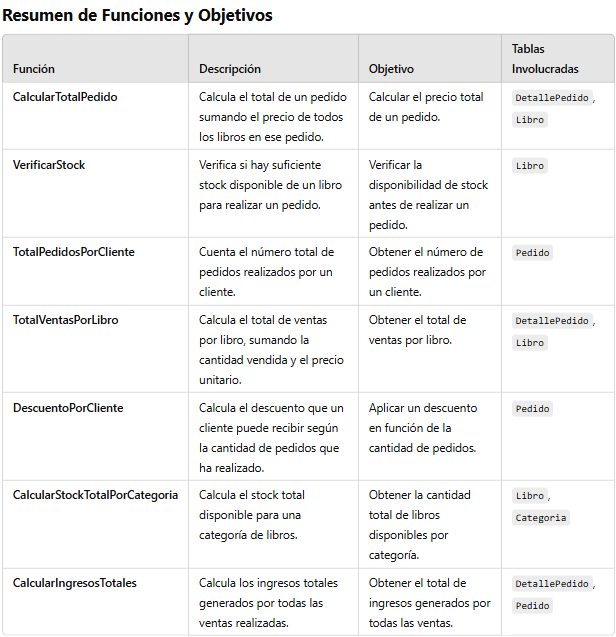 Resumen de Funciones y Objetivos
Función Descripción Objetivo Tablas Involucradas
CalcularTotalPedido Calcula el total de un pedido Calcular el precio total DetallePedido,
sumando el precio de todos de un pedido. Libro
los libros en ese pedido.
VerificarStock Verifica si hay suficiente Verificar la Libro
stock disponible de un libro disponibilidad de stock
para realizar un pedido. antes de realizar un
pedido.
TotalPedidosPorCliente Cuenta el número total de Obtener el número de Pedido
pedidos realizados por un pedidos realizados por
cliente. un cliente.
TotalVentasPorLibro Calcula el total de ventas Obtener el total de DetallePedido,
por libro, sumando la ventas por libro. Libro
cantidad vendida y el precio
unitario.
DescuentoPorCliente Calcula el descuento que un Aplicar un descuento Pedido
cliente puede recibir según en función de la
la cantidad de pedidos que cantidad de pedidos.
ha realizado.
CalcularStockTotalPorCategoria Calcula el stock total Obtener la cantidad Libro,
disponible para una total de libros Categoria
categoría de libros. disponibles por
categoría.
CalcularIngresosTotales Calcula los ingresos totales Obtener el total de DetallePedido,
generados por todas las ingresos generados por Pedido
ventas realizadas. todas las ventas.